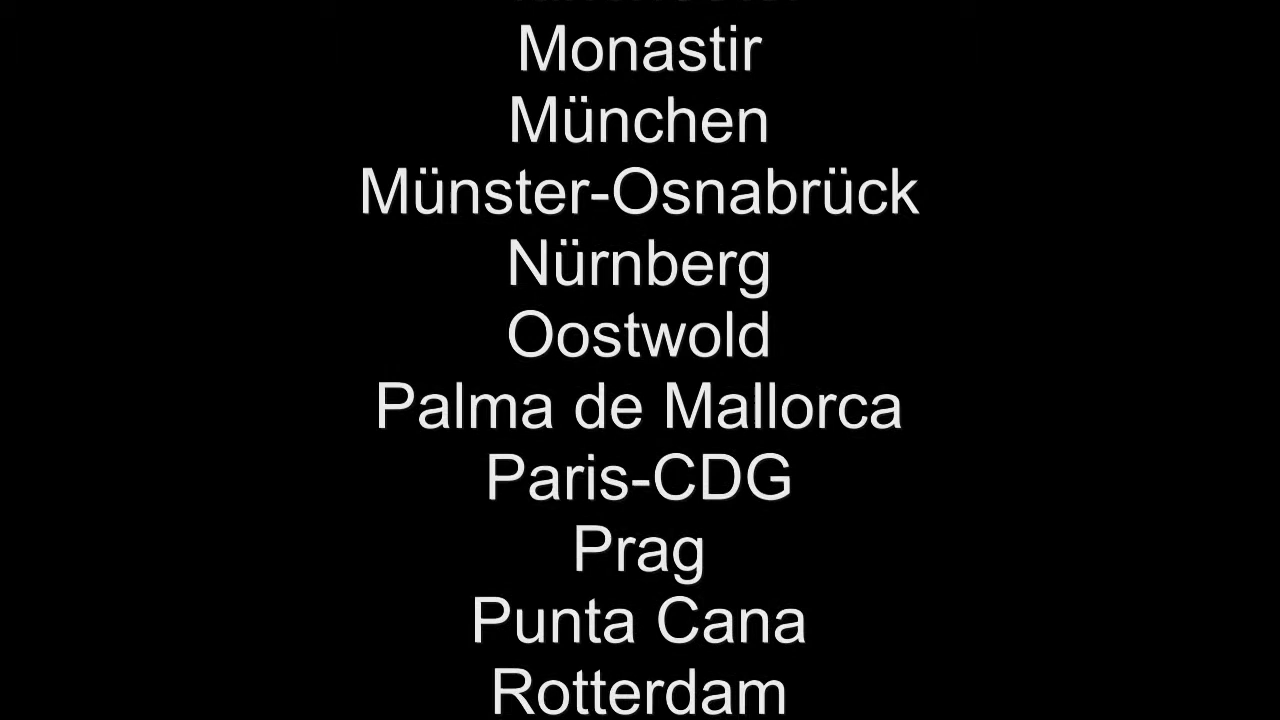 Monastir
München
Münster-Osnabrück
Nürnberg
Oostwold
Palma de Mallorca
Paris-CDG
Prag
Punta Cana
Rotterdam